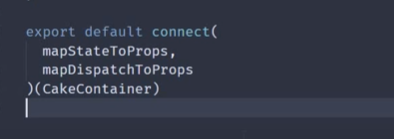 export default connect(
  mapStateToProps,
  mapDispatchToProps
)(CakeContainer)